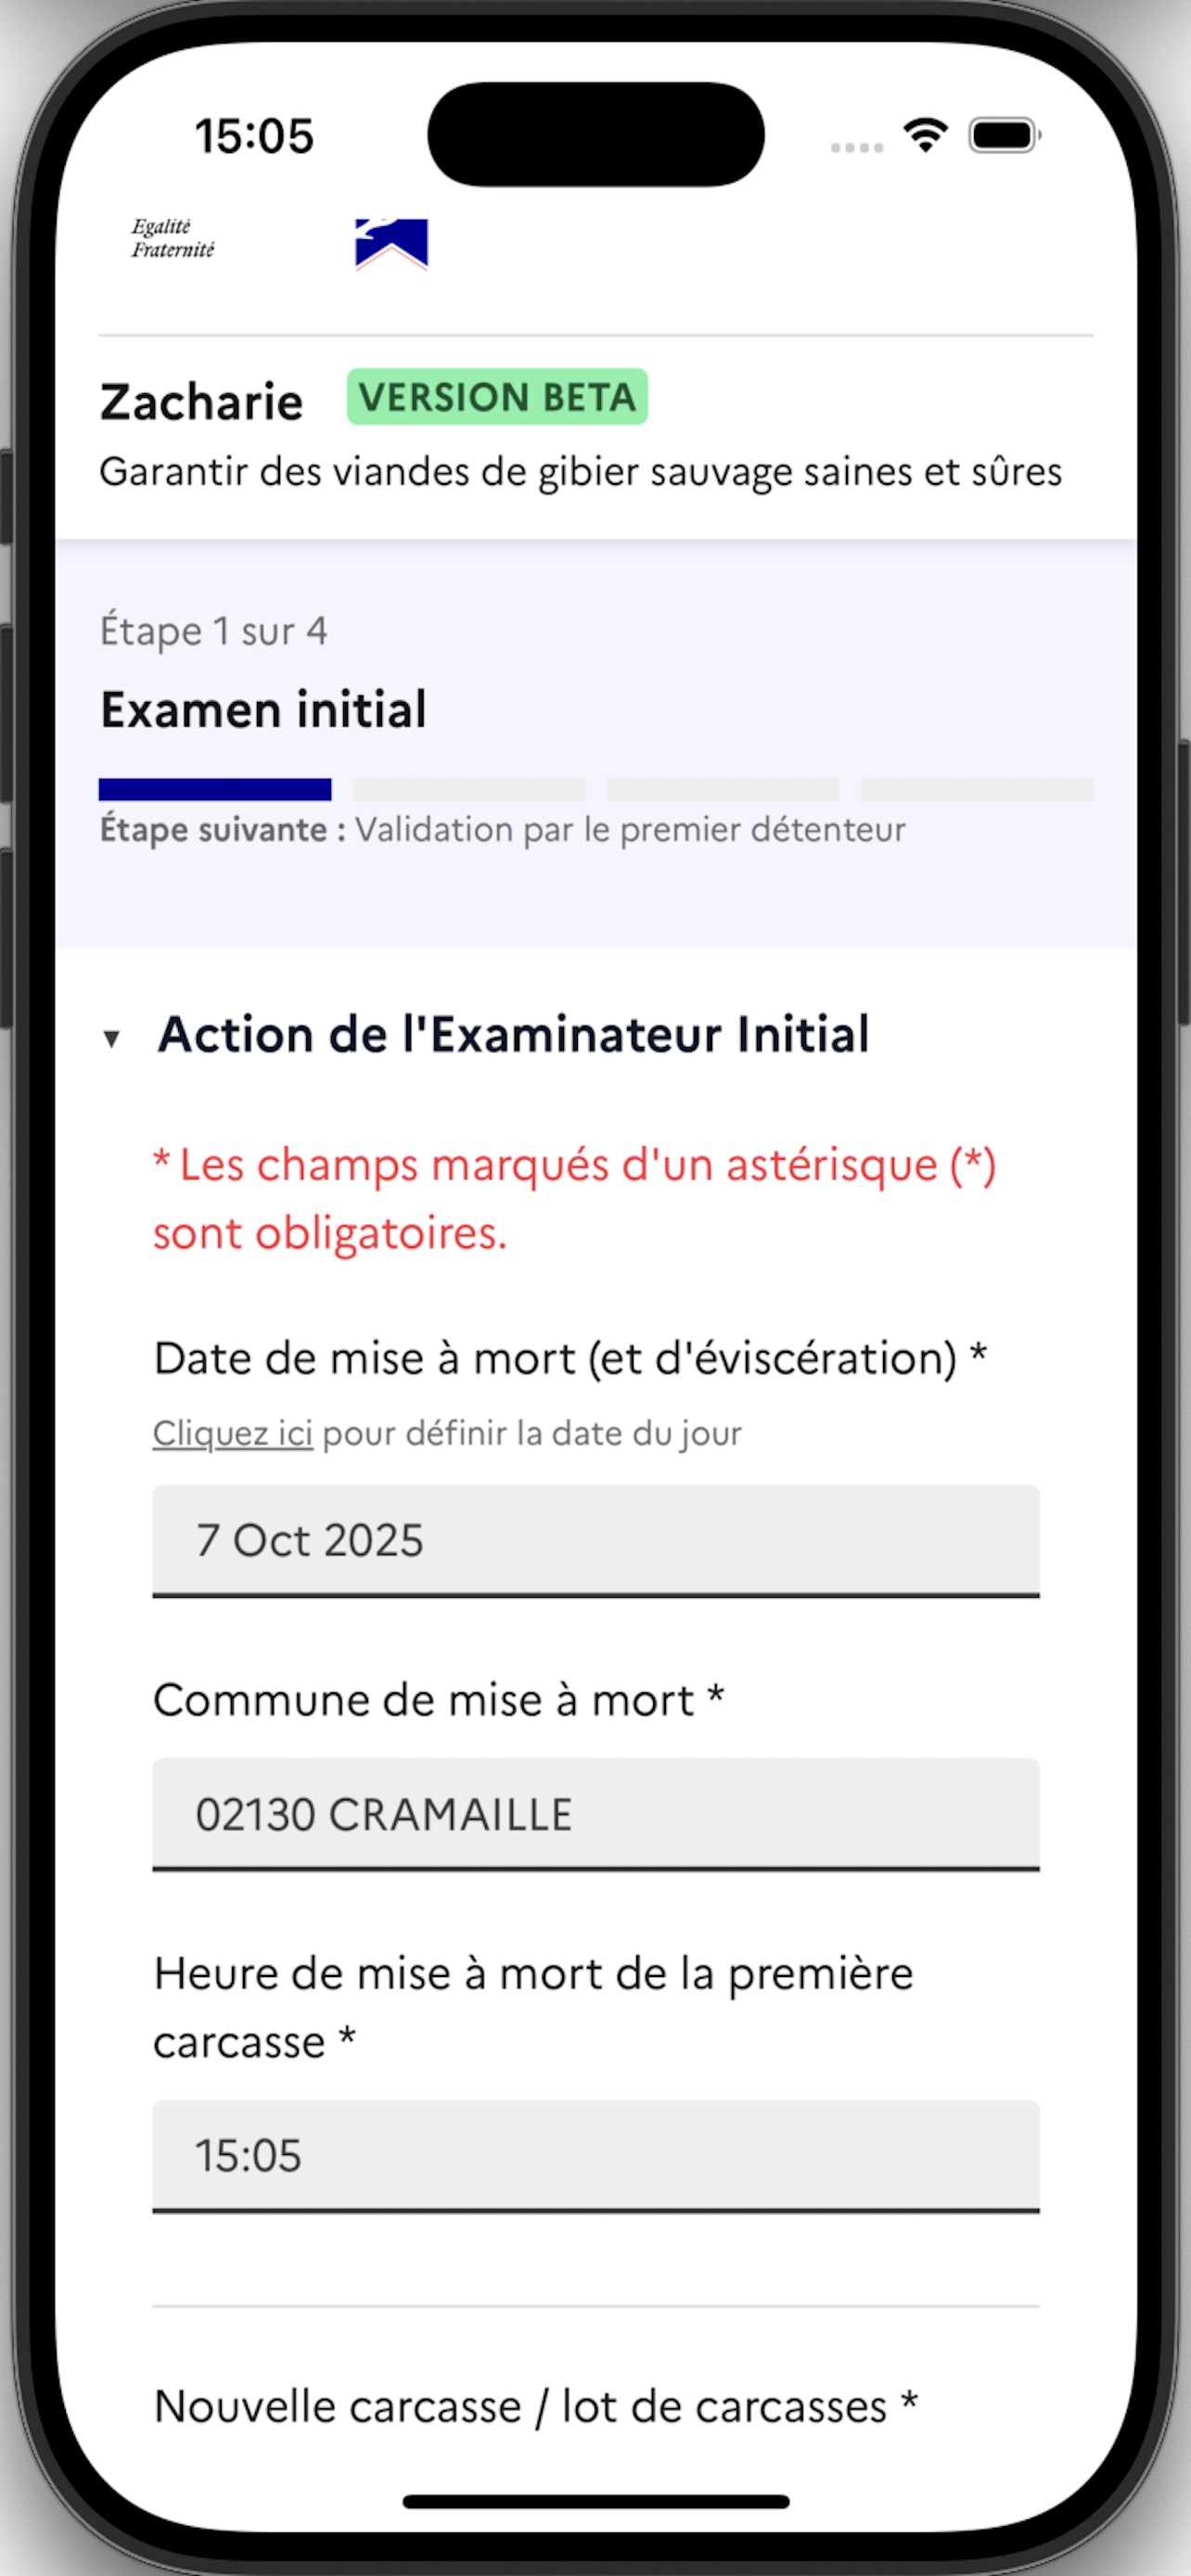 15:05
Egalité
Fraternité
Zacharie VERSION BETA
Garantir des viandes de gibier sauvage saines et sûres
Étape 1 sur 4
Examen initial
Étape suivante : Validation par le premier détenteur
▼ Action de l'Examinateur Initial
* Les champs marqués d'un astérisque (*)
sont obligatoires.
Date de mise à mort (et d'éviscération) *
Cliquez ici pour définir la date du jour
7 Oct 2025
Commune de mise à mort *
02130 CRAMAILLE
Heure de mise à mort de la première
carcasse *
15:05
Nouvelle carcasse / lot de carcasses *